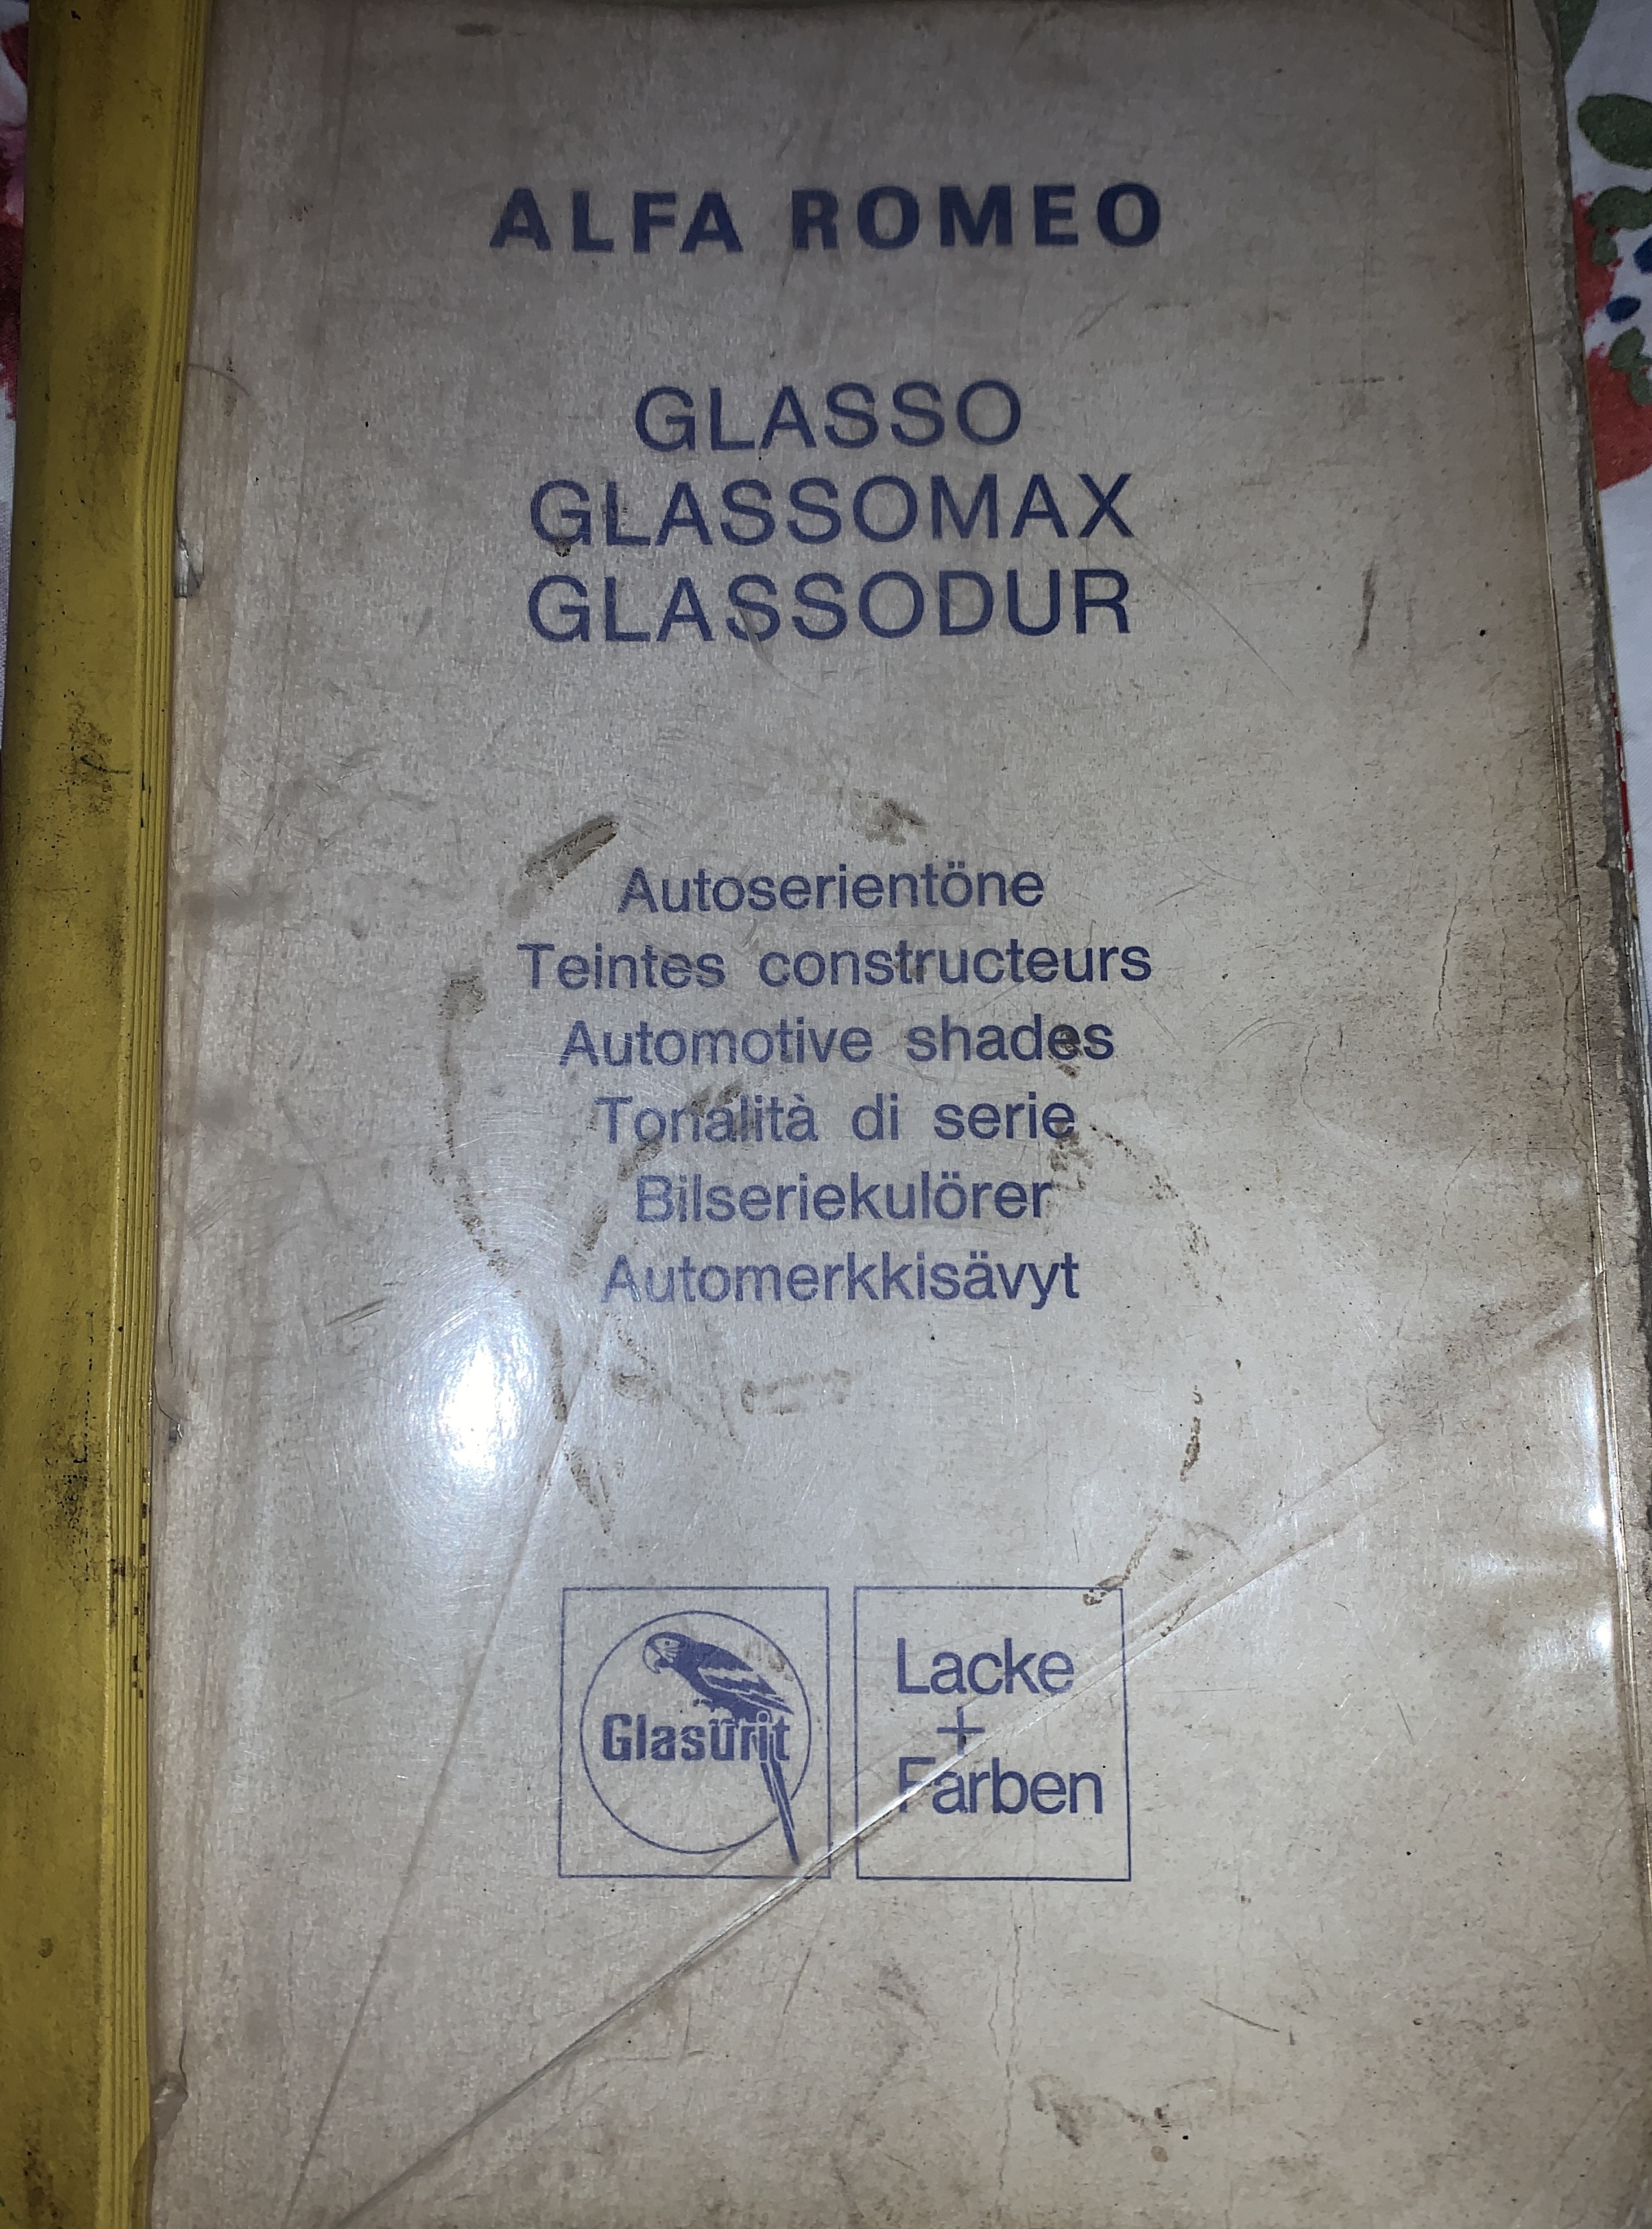 ALFA ROMEO
GLASSO
GLASSOMAX
GLASSODUR
Autoserientöne
Teintes constructeurs
Automotive shades
Tonalità di serie
Bilseriekulörer
Automerkkisävyt
Glasurit
Lacke
+
Farben